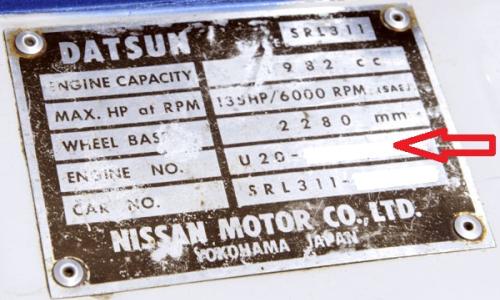 DATSUN SRL311
ENGINE CAPACITY 1982 CC
MAX. HP at RPM 135HP/6000 RPM (SAE)
WHEEL BASE 2280 mm
ENGINE NO. U20-
CAR NO. SRL311-
NISSAN MOTOR CO., LTD.
YOKOHAMA JAPAN